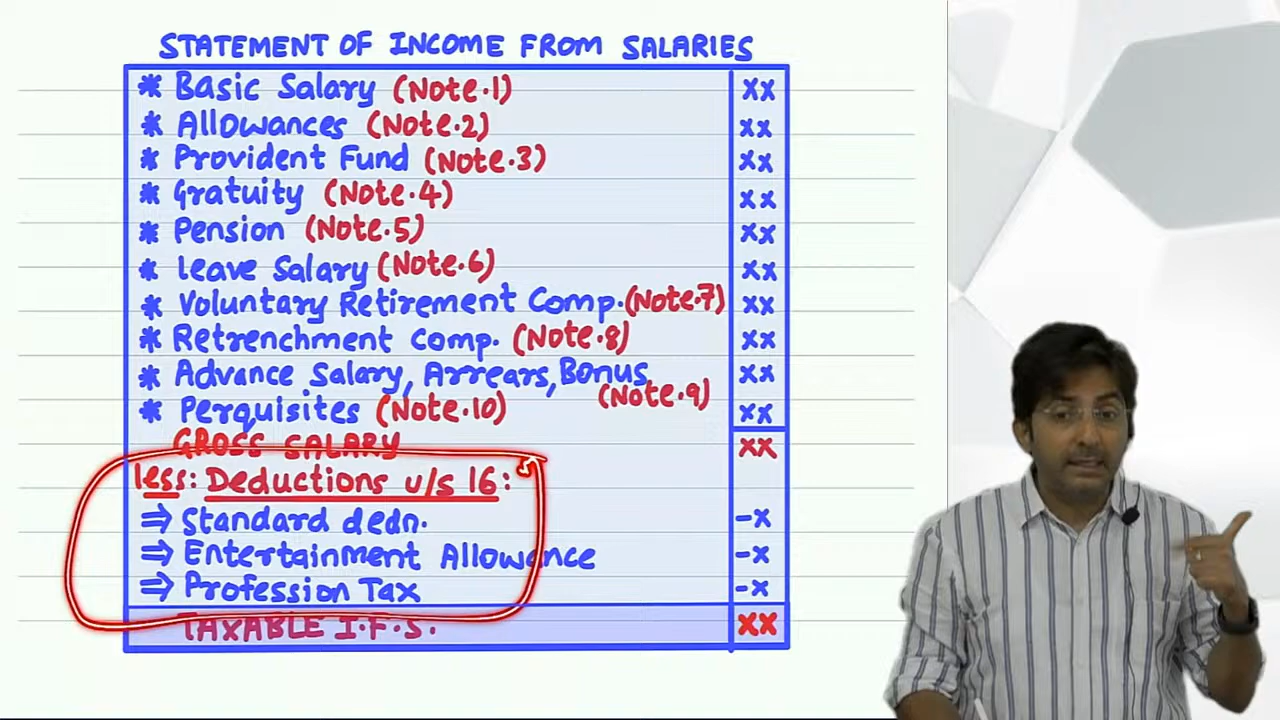 STATEMENT OF INCOME FROM SALARIES
* Basic Salary (Note.1) xx
* Allowances (Note.2) xx
* Provident Fund (Note.3) xx
* Gratuity (Note.4) xx
* Pension (Note.5) xx
* Leave Salary (Note.6) xx
* Voluntary Retirement Comp. (Note.7) xx
* Retrenchment Comp. (Note.8) xx
* Advance Salary, Arrears, Bonus (Note.9) xx
* Perquisites (Note.10) xx
GROSS SALARY xx
less: Deductions u/s 16:
⇒ Standard dedn. -x
⇒ Entertainment Allowance -x
⇒ Profession Tax -x
TAXABLE I.F.S. xx